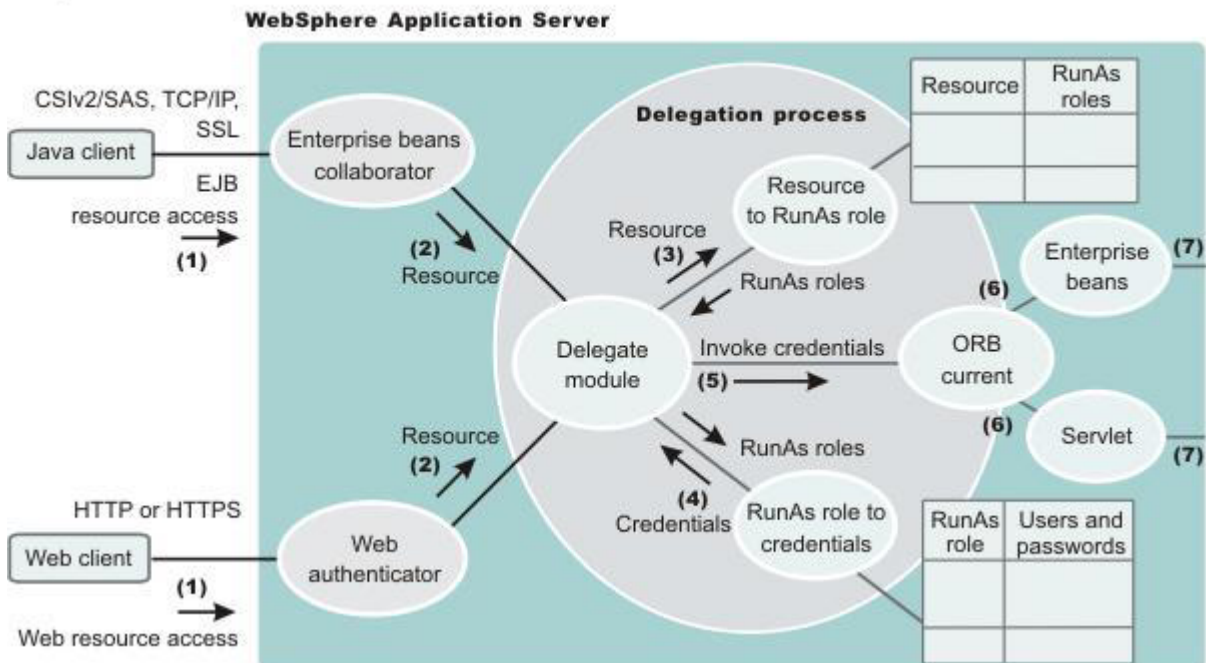 WebSphere Application Server
CSIv2/SAS, TCP/IP,
SSL
Java client
EJB
resource access
(1)
Enterprise beans
collaborator
(2)
Resource
Delegation process
Resource
RunAs
roles
Resource
to RunAs role
Resource
(3)
RunAs roles
Enterprise
beans
(7)
(6)
Delegate
module
Invoke credentials
(5)
ORB
current
(6)
Servlet
(7)
Resource
(2)
RunAs roles
(4)
Credentials
RunAs role to
credentials
RunAs
role
Users and
passwords
HTTP or HTTPS
Web client
(1)
Web resource access
Web
authenticator